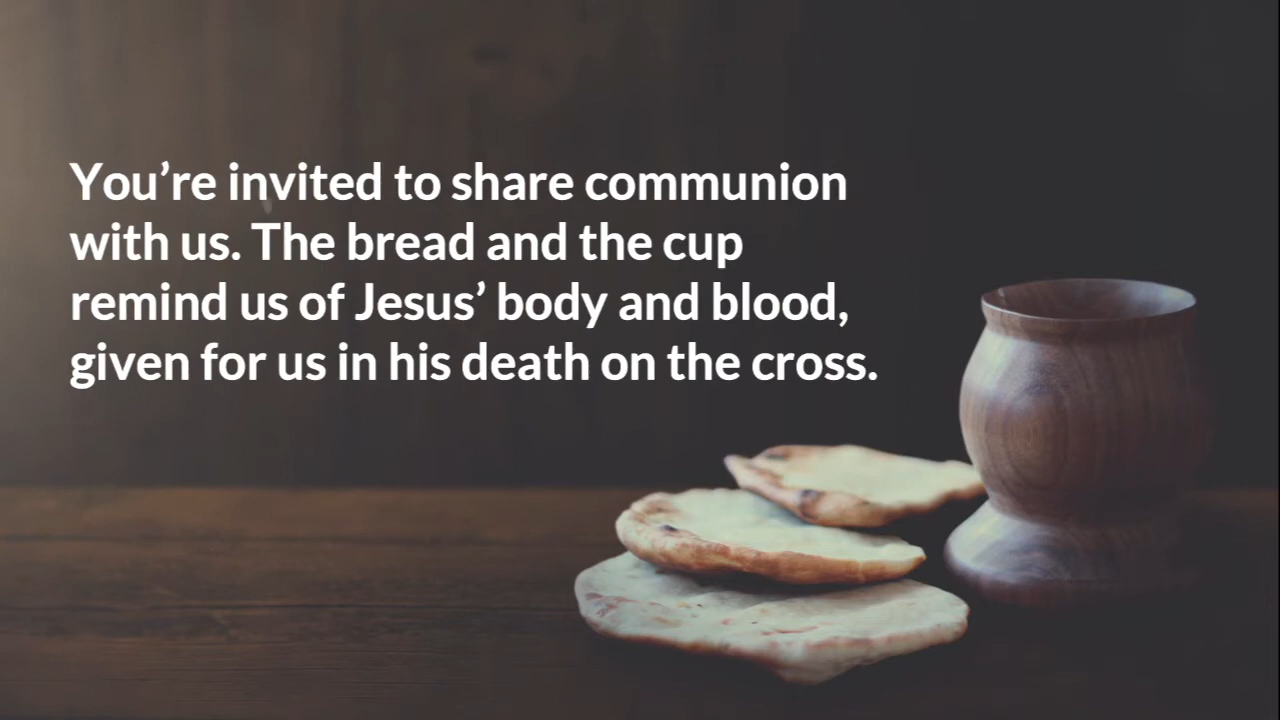 You’re invited to share communion
with us. The bread and the cup
remind us of Jesus’ body and blood,
given for us in his death on the cross.